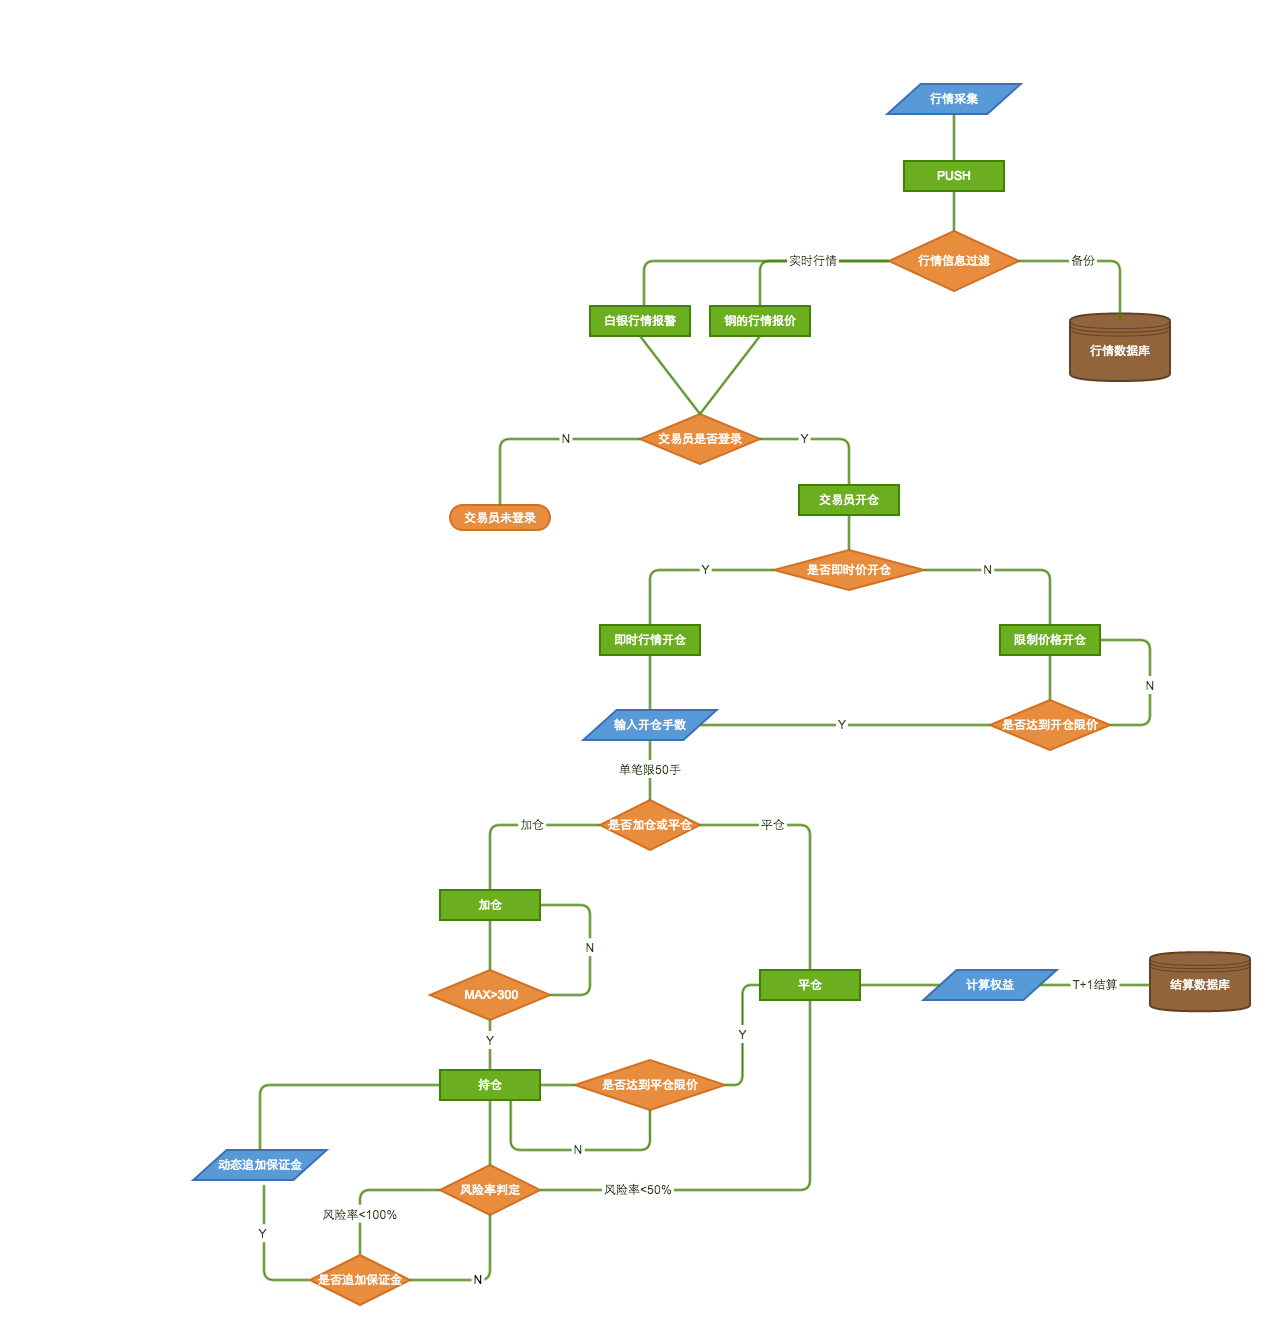 行情采集
PUSH
实时行情
行情信息过滤
备份
白银行情报警
铜的行情报价
行情数据库
N
交易员是否登录
Y
交易员开仓
交易员未登录
Y
是否即时价开仓
N
即时行情开仓
限制价格开仓
N
输入开仓手数
Y
是否达到开仓限价
单笔限50手
加仓
是否加仓或平仓
平仓
加仓
N
MAX>300
平仓
计算权益
T+1结算
结算数据库
Y
Y
持仓
是否达到平仓限价
N
动态追加保证金
风险率判定
风险率<50%
风险率<100%
Y
是否追加保证金
N